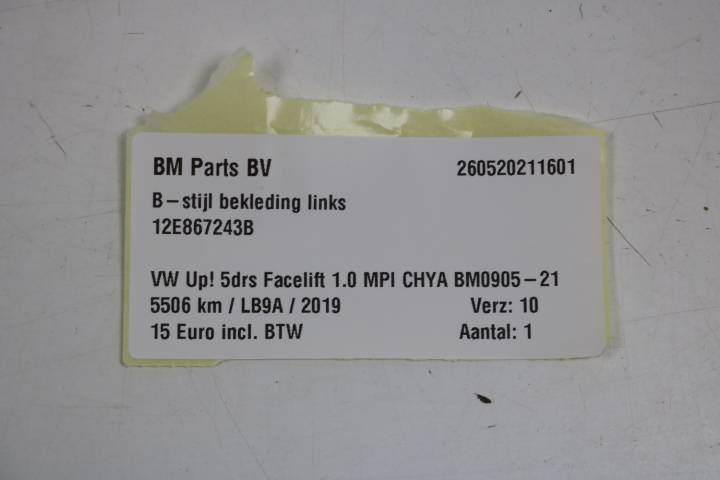 BM Parts BV 260520211601
B-stijl bekleding links
12E867243B
VW Up! 5drs Facelift 1.0 MPI CHYA BM0905-21
5506 km / LB9A / 2019 Verz: 10
15 Euro incl. BTW Aantal: 1